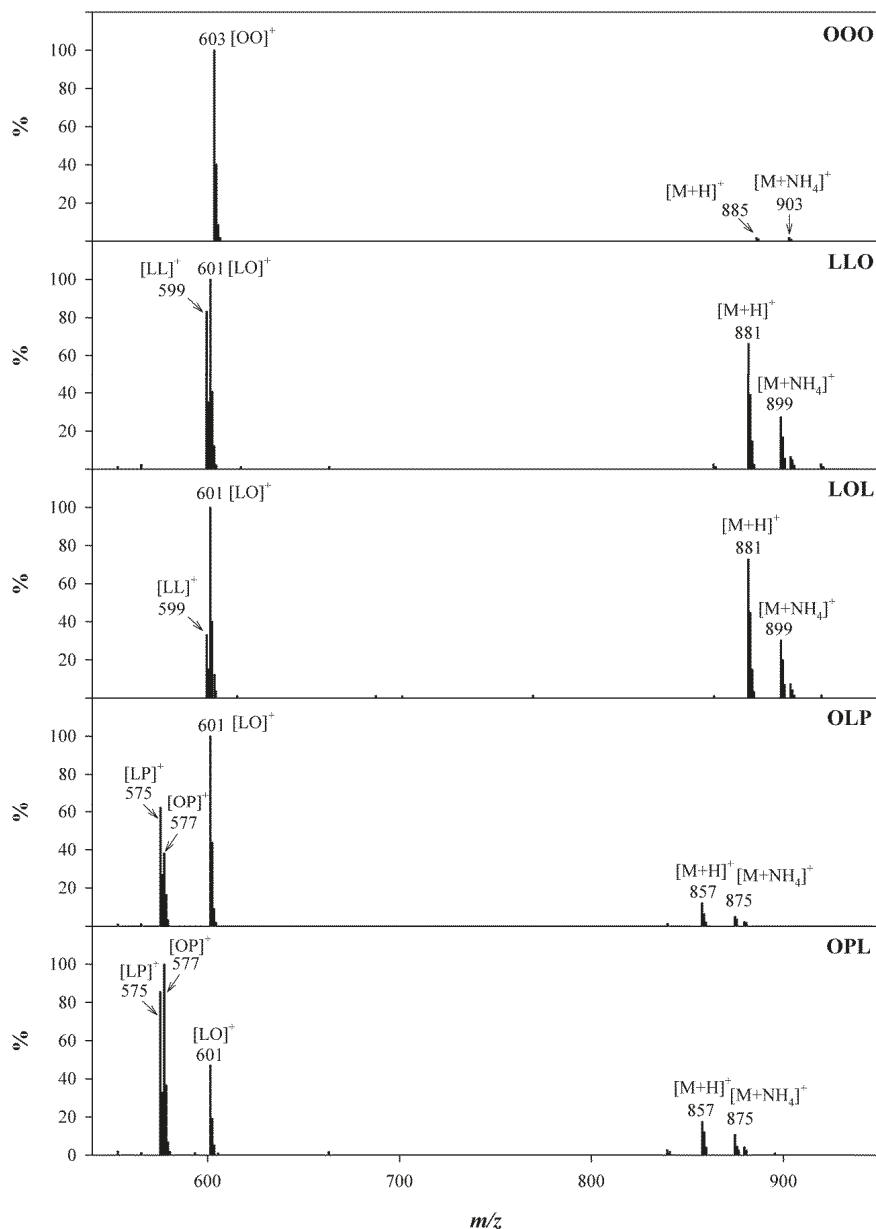 OOO
603 [OO]⁺
100
80
60
40
20
%
[M+H]⁺
885
[M+NH₄]⁺
903
LLO
[LL]⁺
599
601 [LO]⁺
100
80
60
40
20
%
[M+H]⁺
881
[M+NH₄]⁺
899
LOL
601 [LO]⁺
100
80
60
40
20
%
[LL]⁺
599
[M+H]⁺
881
[M+NH₄]⁺
899
OLP
601 [LO]⁺
100
80
60
40
20
%
[LP]⁺
575
[OP]⁺
577
[M+H]⁺
857
[M+NH₄]⁺
875
OPL
[OP]⁺
577
[LP]⁺
575
100
80
60
40
20
0
%
[LO]⁺
601
[M+H]⁺
857
[M+NH₄]⁺
875
600 700 800 900
m/z